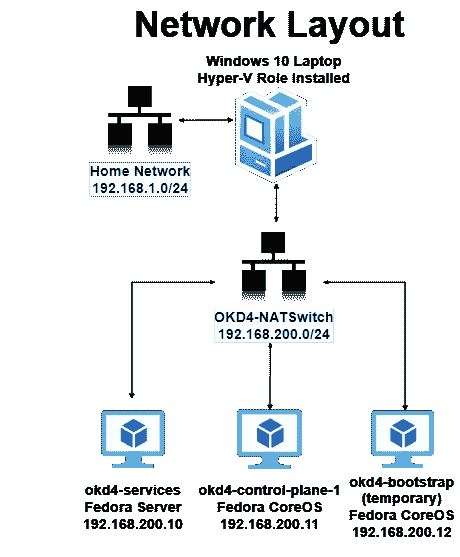 Network Layout
Windows 10 Laptop
Hyper-V Role Installed
Home Network
192.168.1.0/24
OKD4-NATSwitch
192.168.200.0/24
okd4-services
Fedora Server
192.168.200.10
okd4-control-plane-1
Fedora CoreOS
192.168.200.11
okd4-bootstrap
(temporary)
Fedora CoreOS
192.168.200.12